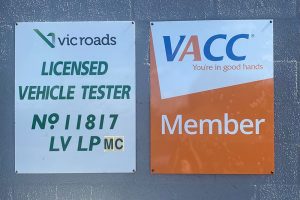 vicroads
LICENSED
VEHICLE TESTER
No 11817
LV LP MC
VACC
You're in good hands
Member